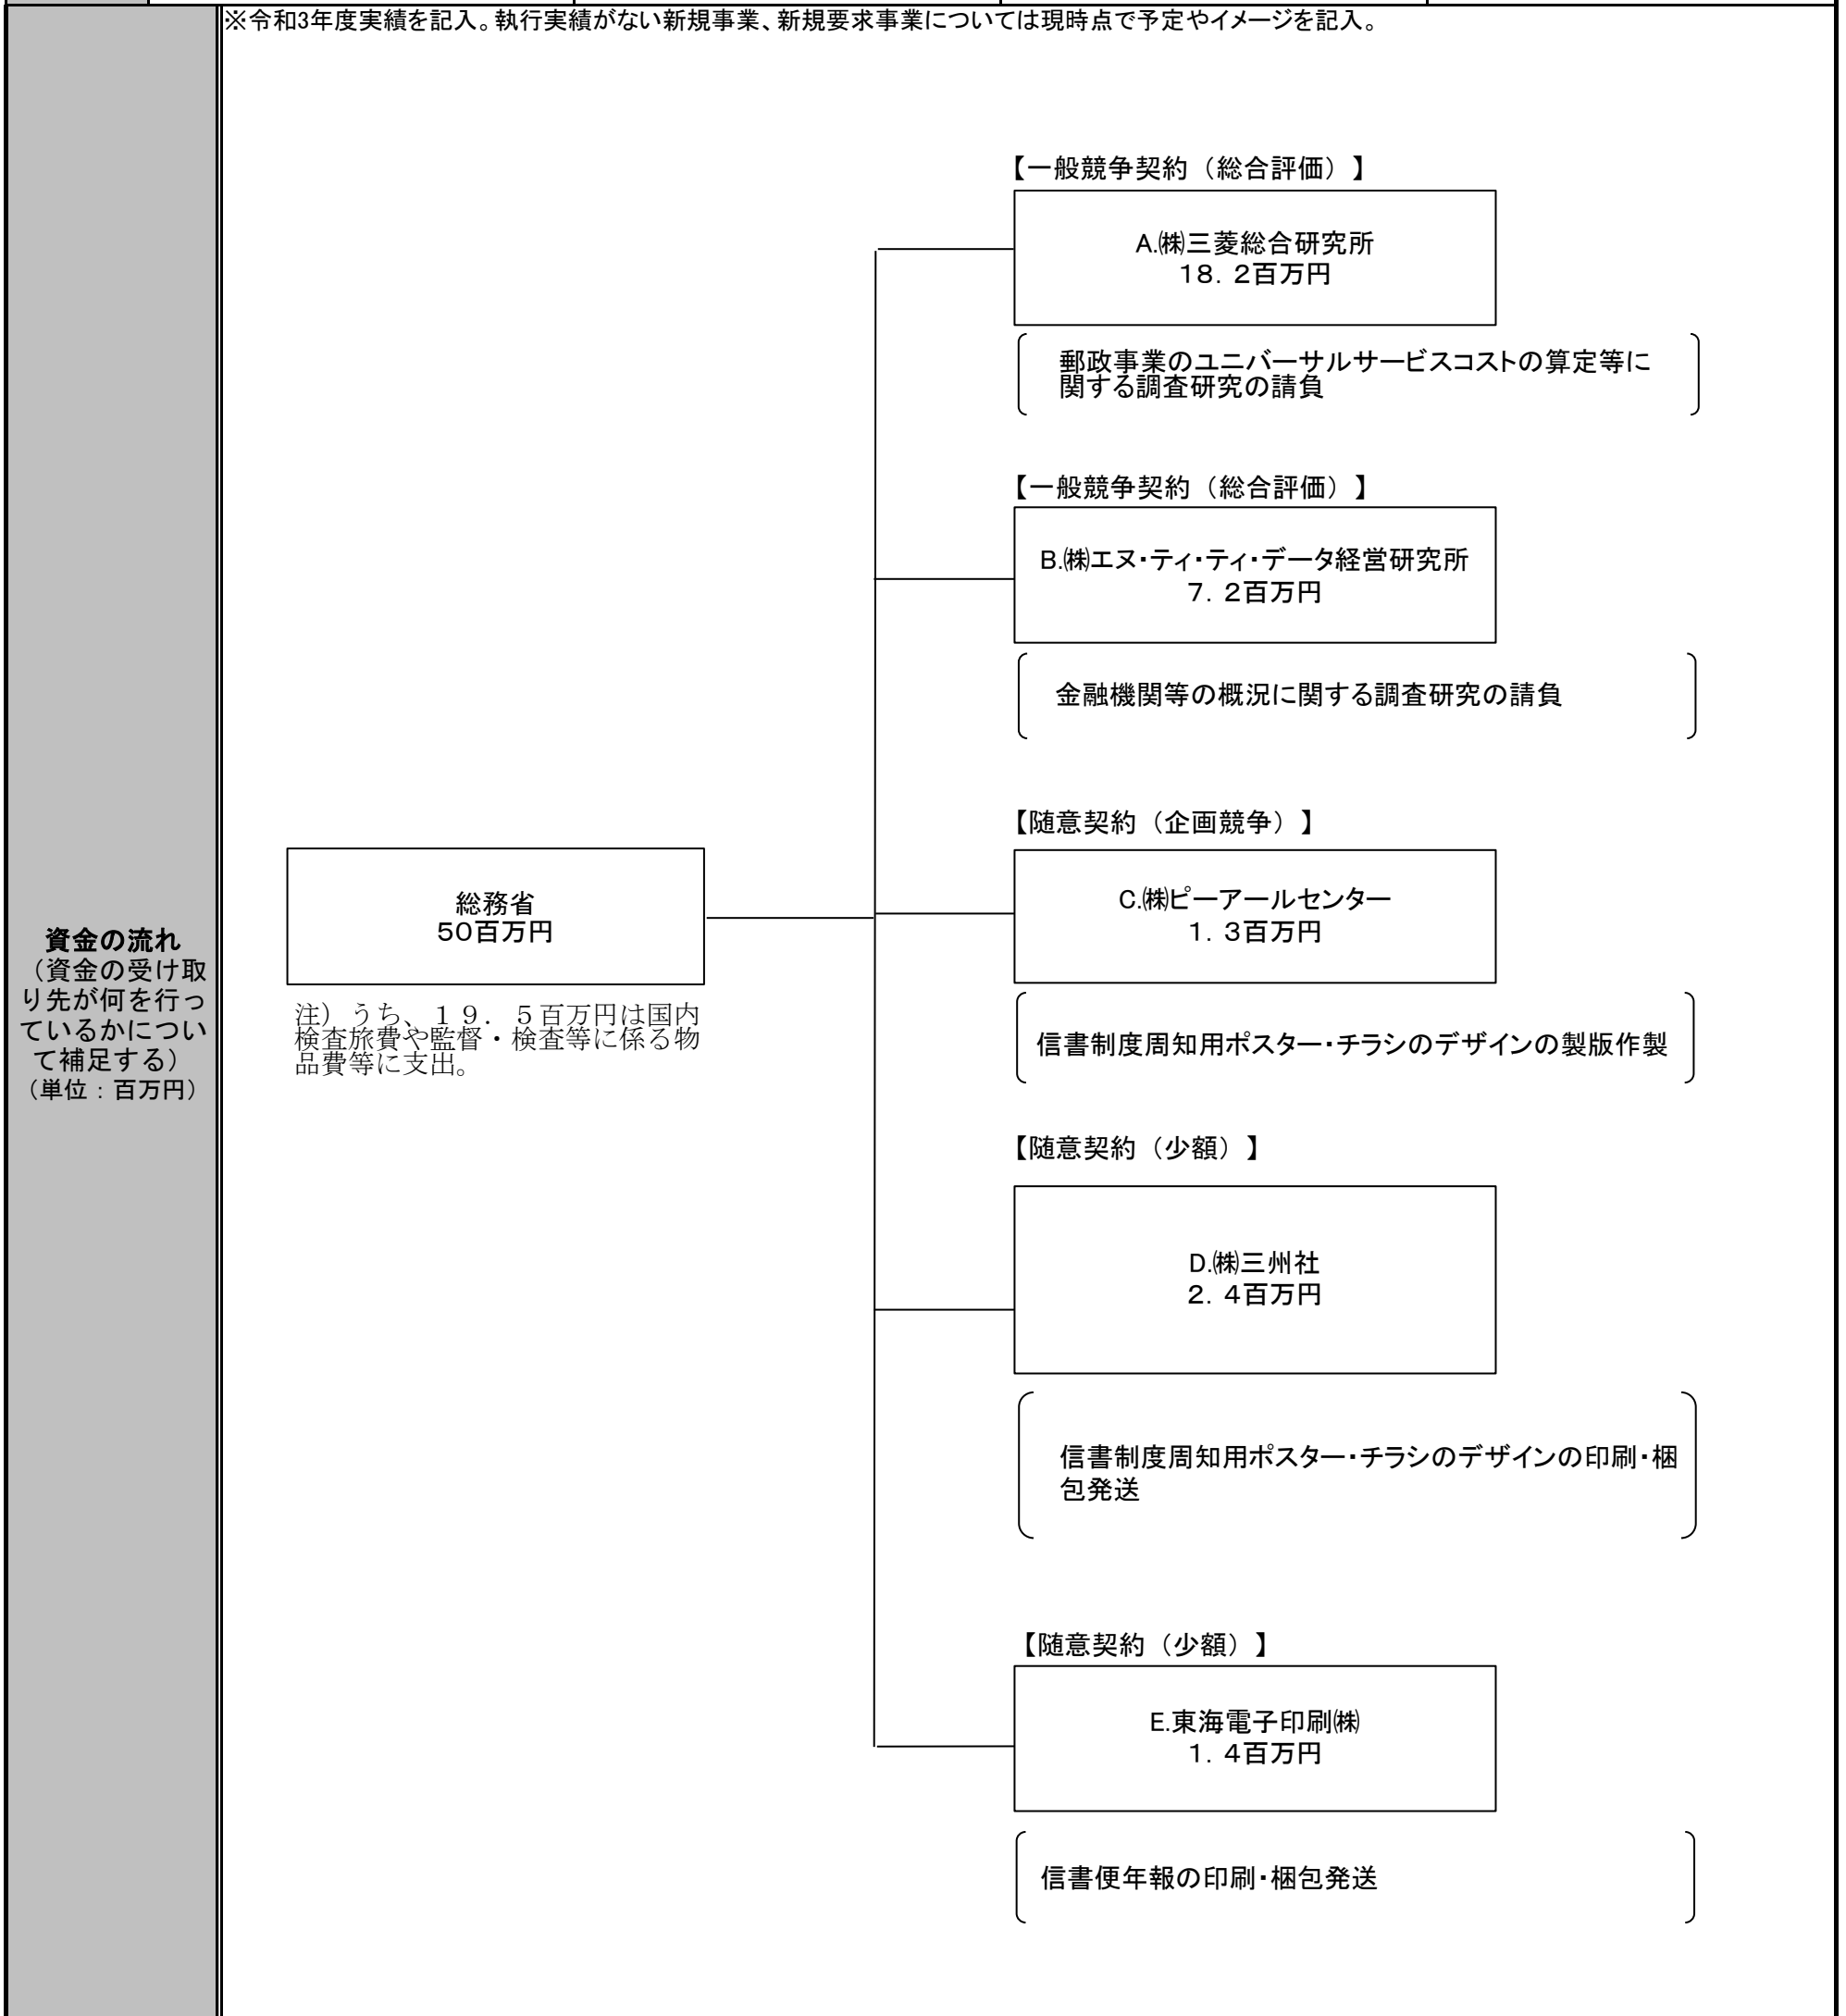 ※令和3年度実績を記入。執行実績がない新規事業、新規要求事業については現時点で予定やイメージを記入。
資金の流れ
（資金の受け取
り先が何を行っ
ているかについ
て補足する）
（単位：百万円）
総務省
５０百万円
注）うち、１９．５百万円は国内
検査旅費や監督・検査等に係る物
品費等に支出。
【一般競争契約（総合評価）】
A.㈱三菱総合研究所
１８．２百万円
郵政事業のユニバーサルサービスコストの算定等に
関する調査研究の請負
【一般競争契約（総合評価）】
B.㈱エヌ・ティ・ティ・データ経営研究所
７．２百万円
金融機関等の概況に関する調査研究の請負
【随意契約（企画競争）】
C.㈱ピーアールセンター
１．３百万円
信書制度周知用ポスター・チラシのデザインの製版作製
【随意契約（少額）】
D.㈱三州社
２．４百万円
信書制度周知用ポスター・チラシのデザインの印刷・梱
包発送
【随意契約（少額）】
E.東海電子印刷㈱
１．４百万円
信書便年報の印刷・梱包発送